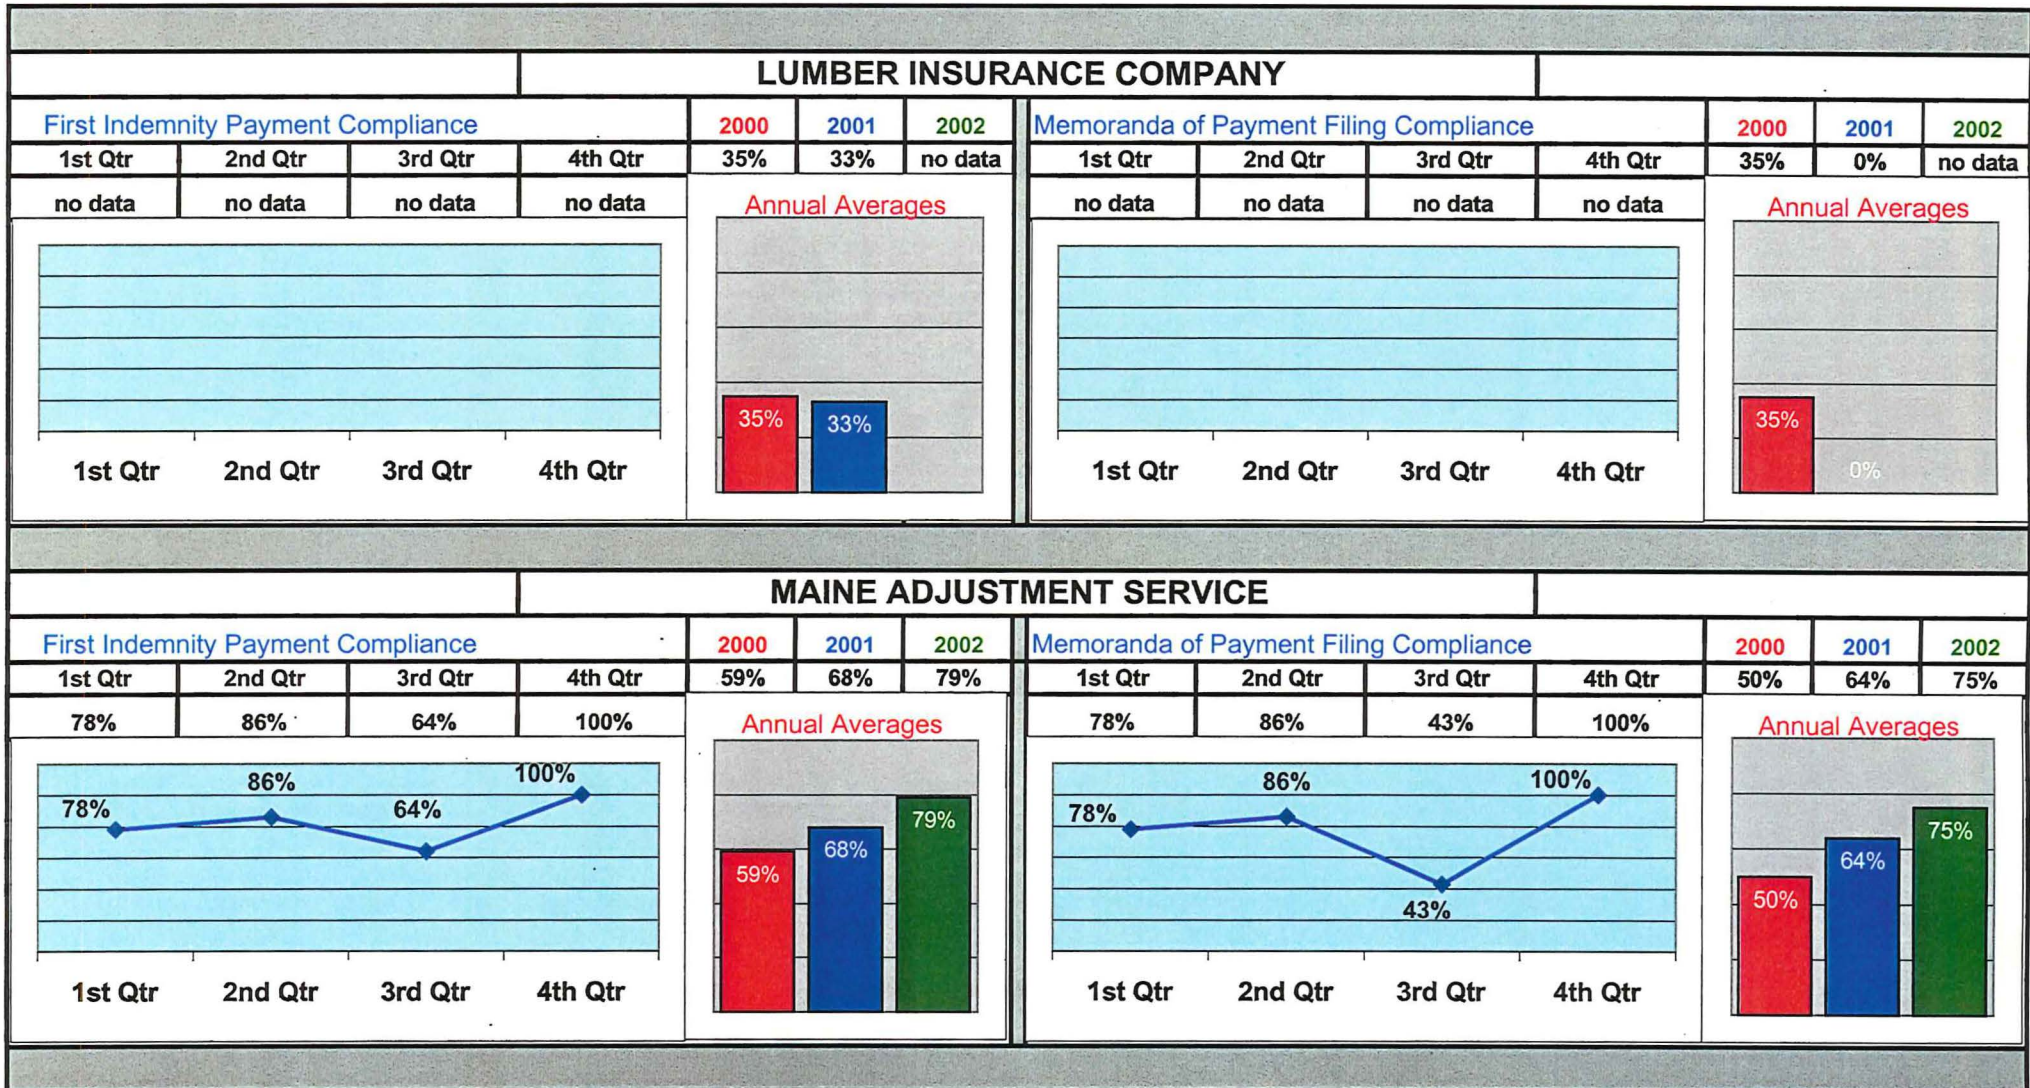 LUMBER INSURANCE COMPANY
First Indemnity Payment Compliance 2000 2001 2002
1st Qtr 2nd Qtr 3rd Qtr 4th Qtr 35% 33% no data
no data no data no data no data
Annual Averages
35% 33%
1st Qtr 2nd Qtr 3rd Qtr 4th Qtr
Memoranda of Payment Filing Compliance 2000 2001 2002
1st Qtr 2nd Qtr 3rd Qtr 4th Qtr 35% 0% no data
no data no data no data no data
Annual Averages
35% 0%
1st Qtr 2nd Qtr 3rd Qtr 4th Qtr
MAINE ADJUSTMENT SERVICE
First Indemnity Payment Compliance 2000 2001 2002
1st Qtr 2nd Qtr 3rd Qtr 4th Qtr 59% 68% 79%
78% 86% 64% 100%
Annual Averages
78% 86% 64% 100%
59% 68% 79%
1st Qtr 2nd Qtr 3rd Qtr 4th Qtr
Memoranda of Payment Filing Compliance 2000 2001 2002
1st Qtr 2nd Qtr 3rd Qtr 4th Qtr 50% 64% 75%
78% 86% 43% 100%
Annual Averages
78% 86% 43% 100%
50% 64% 75%
1st Qtr 2nd Qtr 3rd Qtr 4th Qtr